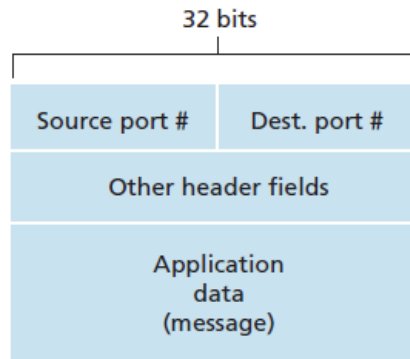 32 bits
Source port #
Dest. port #
Other header fields
Application
data
(message)